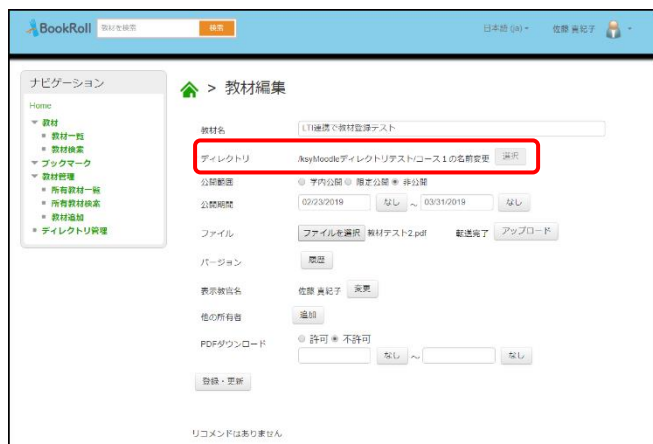 BookRoll 教材を検索 検索 日本語 (ja) 佐藤 真紀子
ナビゲーション
Home
教材
教材一覧
教材検索
ブックマーク
教材管理
所有教材一覧
所有教材検索
教材追加
ディレクトリ管理
> 教材編集
教材名 LTI連携で教材登録テスト
ディレクトリ /ksyMoodleディレクトリテスト/コース1の名前変更 選択
公開範囲 学内公開 限定公開 非公開
公開期間 02/23/2019 なし ~ 03/31/2019 なし
ファイル ファイルを選択 教材テスト2.pdf 転送完了 アップロード
バージョン 履歴
表示教官名 佐藤 真紀子 変更
他の所有者 追加
PDFダウンロード 許可 不許可
なし ~ なし
登録・更新
リコメンドはありません